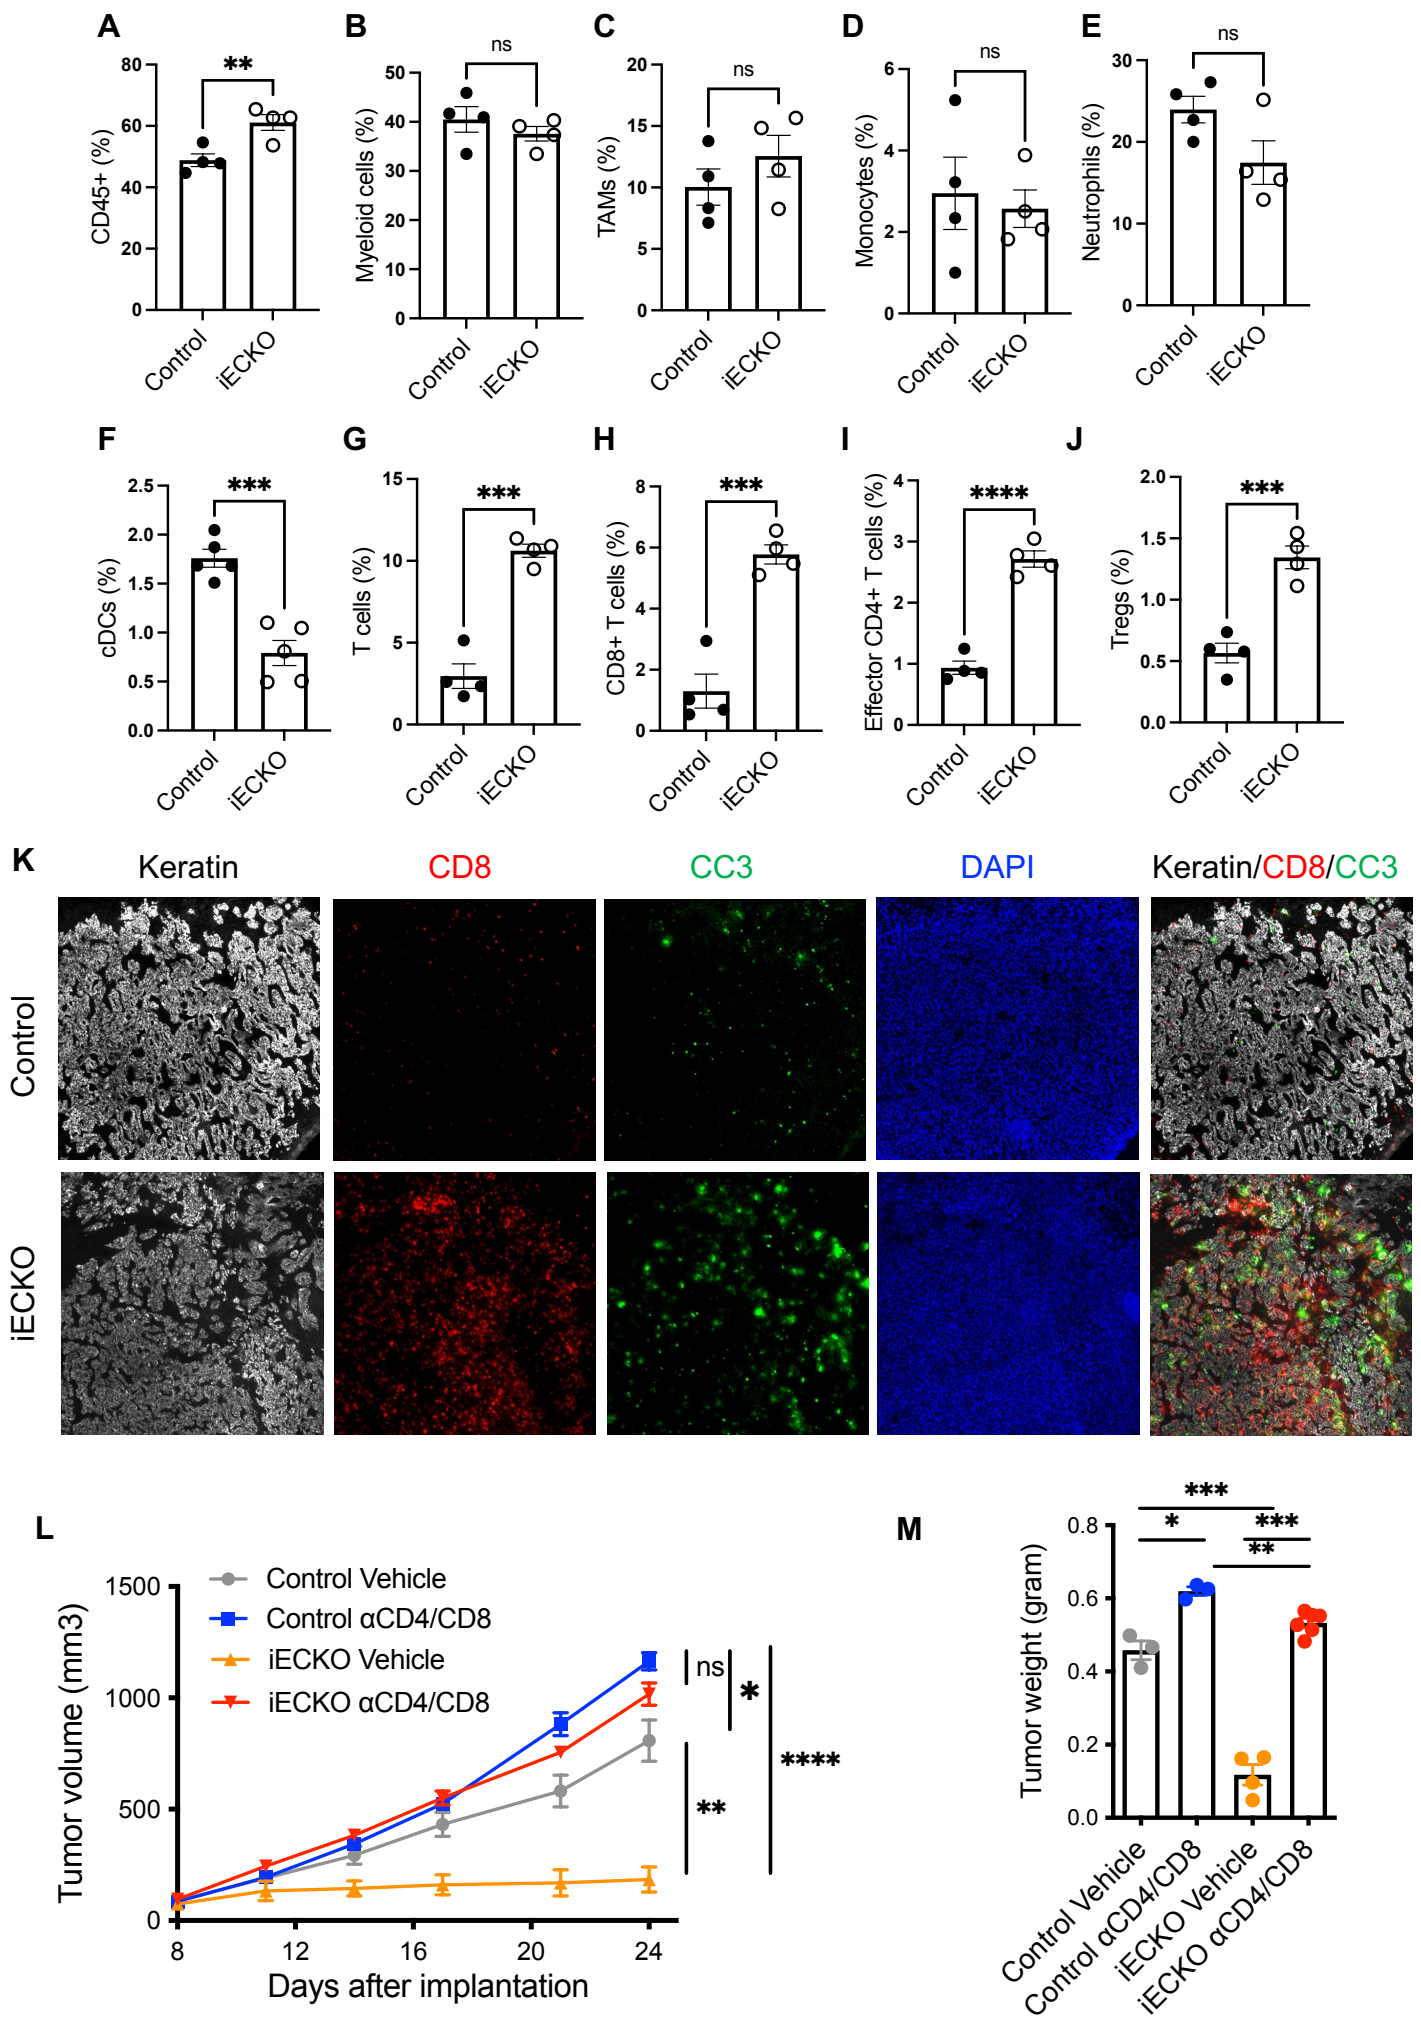 A
B
C
D
E
**
ns
ns
ns
ns
CD45+ (%)
80
60
40
20
0
Control
iECKO
Myeloid cells (%)
50
40
30
20
10
0
Control
iECKO
TAMs (%)
20
15
10
5
0
Control
iECKO
Monocytes (%)
6
4
2
0
Control
iECKO
Neutrophils (%)
30
20
10
0
Control
iECKO
F
G
H
I
J
***
***
***
****
***
cDCs (%)
2.5
2.0
1.5
1.0
0.5
0.0
Control
iECKO
T cells (%)
15
10
5
0
Control
iECKO
CD8+ T cells (%)
8
6
4
2
0
Control
iECKO
Effector CD4+ T cells (%)
4
3
2
1
0
Control
iECKO
Tregs (%)
2.0
1.5
1.0
0.5
0.0
Control
iECKO
K
Keratin
CD8
CC3
DAPI
Keratin/CD8/CC3
Control
iECKO
L
Control Vehicle
Control αCD4/CD8
iECKO Vehicle
iECKO αCD4/CD8
Tumor volume (mm3)
1500
1000
500
0
8
12
16
20
24
Days after implantation
ns
*
**
****
M
***
*
***
**
Tumor weight (gram)
0.8
0.6
0.4
0.2
0.0
Control Vehicle
Control αCD4/CD8
iECKO Vehicle
iECKO αCD4/CD8